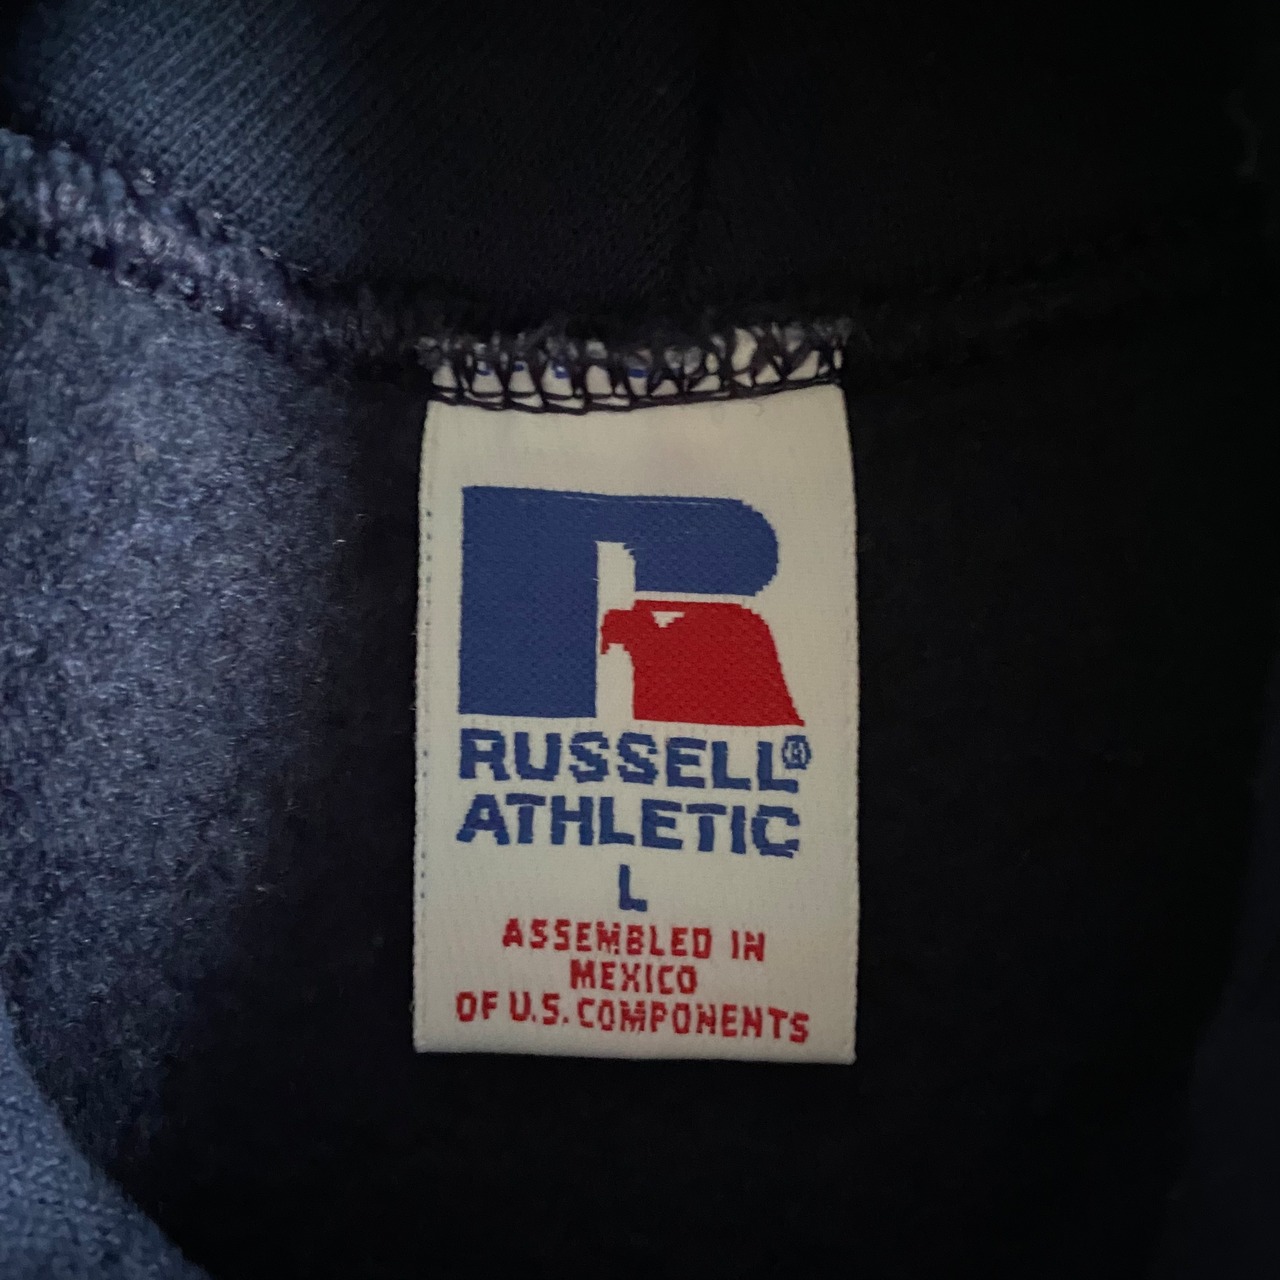 RUSSELL®
ATHLETIC
L
ASSEMBLED IN
MEXICO
OF U.S. COMPONENTS